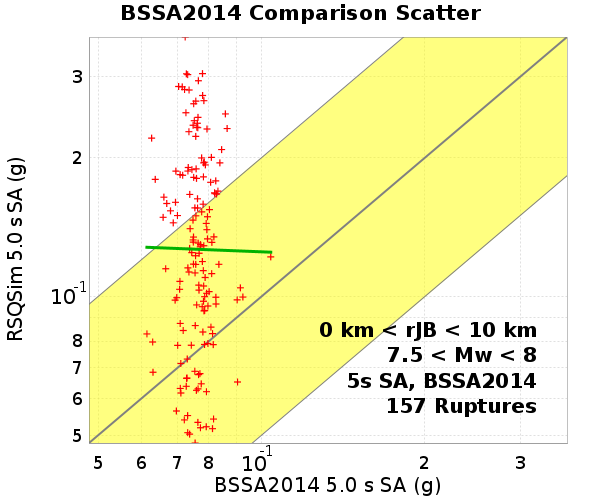 BSSA2014 Comparison Scatter
RSQSim 5.0 s SA (g)
3
2
10-1
8
7
6
5
0 km < rJB < 10 km
7.5 < Mw < 8
5s SA, BSSA2014
157 Ruptures
5 6 7 8 10-1 2 3
BSSA2014 5.0 s SA (g)